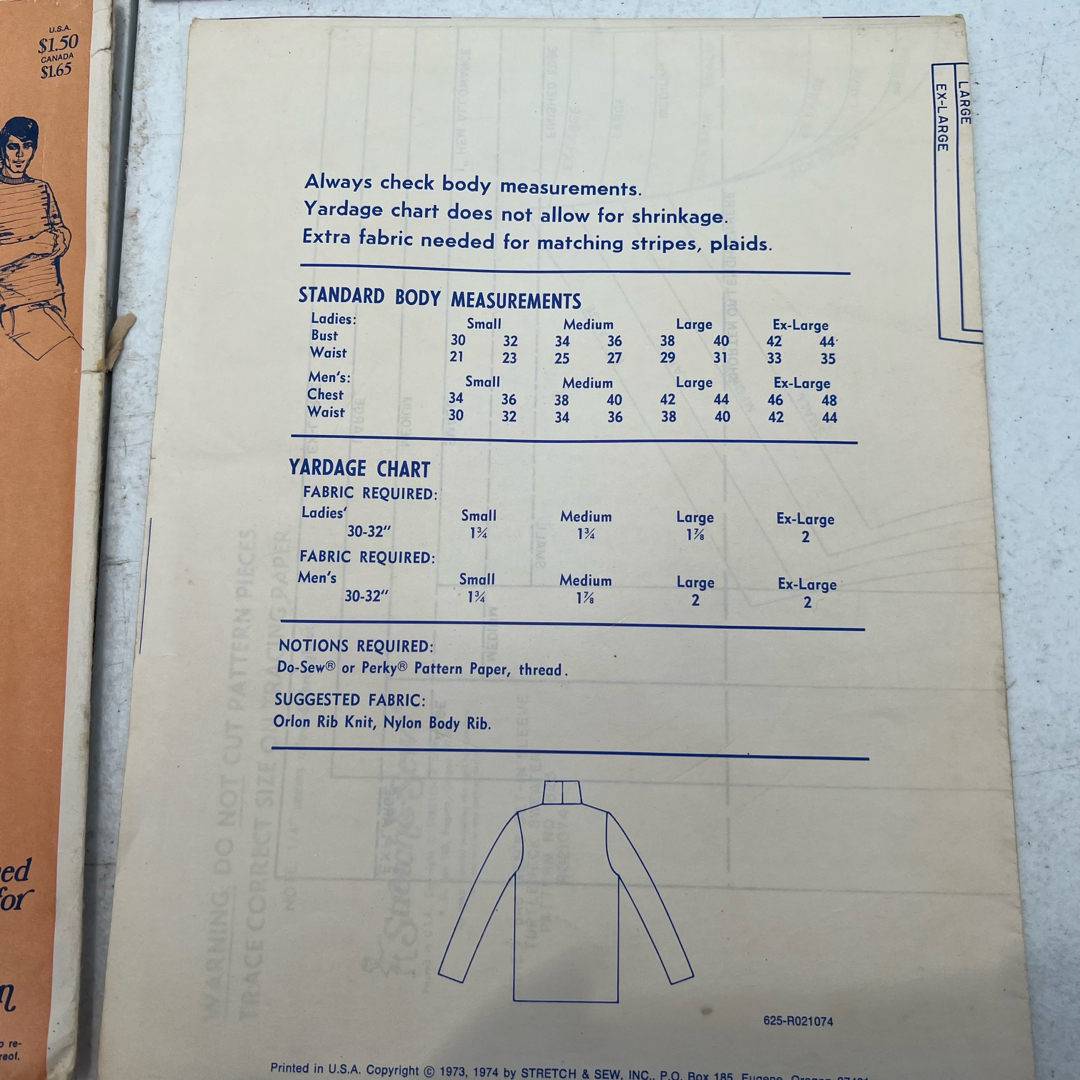 U.S.A.
$1.50
CANADA
$1.65
LARGE
EX-LARGE
Always check body measurements.
Yardage chart does not allow for shrinkage.
Extra fabric needed for matching stripes, plaids.
STANDARD BODY MEASUREMENTS
Ladies: Small Medium Large Ex-Large
Bust 30 32 34 36 38 40 42 44
Waist 21 23 25 27 29 31 33 35
Men's: Small Medium Large Ex-Large
Chest 34 36 38 40 42 44 46 48
Waist 30 32 34 36 38 40 42 44
YARDAGE CHART
FABRIC REQUIRED:
Ladies' Small Medium Large Ex-Large
30-32" 1¾ 1¾ 1⅞ 2
FABRIC REQUIRED:
Men's Small Medium Large Ex-Large
30-32" 1¾ 1⅞ 2 2
NOTIONS REQUIRED:
Do-Sew® or Perky® Pattern Paper, thread.
SUGGESTED FABRIC:
Orlon Rib Knit, Nylon Body Rib.
WARNING: DO NOT CUT PATTERN PIECES
TRACE CORRECT SIZE ON TRACING PAPER
625-R021074
Printed in U.S.A. Copyright © 1973, 1974 by STRETCH & SEW, INC., P.O. Box 185, Eugene, Oregon
for